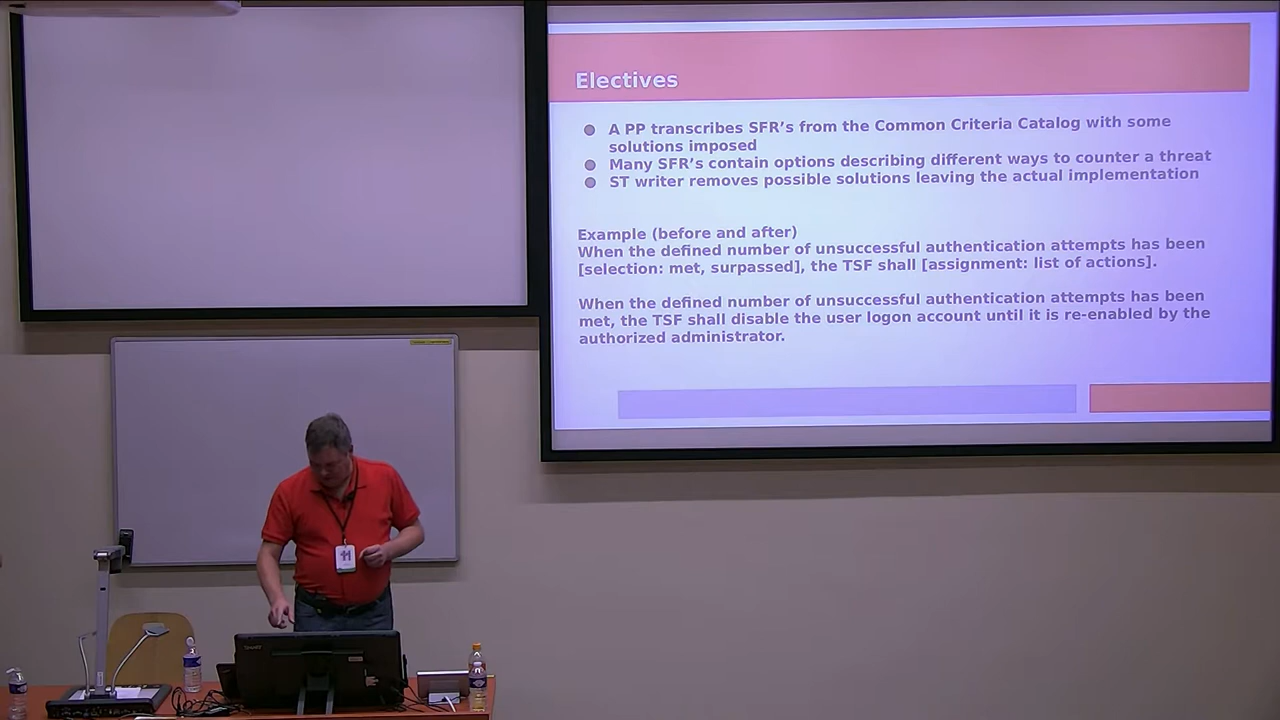 Electives
A PP transcribes SFR's from the Common Criteria Catalog with some
solutions imposed
Many SFR's contain options describing different ways to counter a threat
ST writer removes possible solutions leaving the actual implementation
Example (before and after)
When the defined number of unsuccessful authentication attempts has been
[selection: met, surpassed], the TSF shall [assignment: list of actions].
When the defined number of unsuccessful authentication attempts has been
met, the TSF shall disable the user logon account until it is re-enabled by the
authorized administrator.